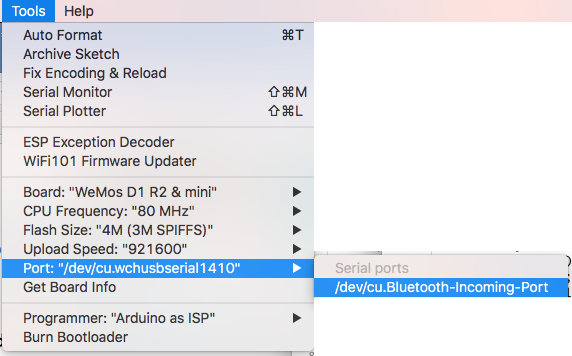 Tools Help
Auto Format ⌘T
Archive Sketch
Fix Encoding & Reload
Serial Monitor ⇧⌘M
Serial Plotter ⇧⌘L
ESP Exception Decoder
WiFi101 Firmware Updater
Board: "WeMos D1 R2 & mini" ▶
CPU Frequency: "80 MHz" ▶
Flash Size: "4M (3M SPIFFS)" ▶
Upload Speed: "921600" ▶
Port: "/dev/cu.wchusbserial1410" ▶
Serial ports
/dev/cu.Bluetooth-Incoming-Port
Get Board Info
Programmer: "Arduino as ISP" ▶
Burn Bootloader